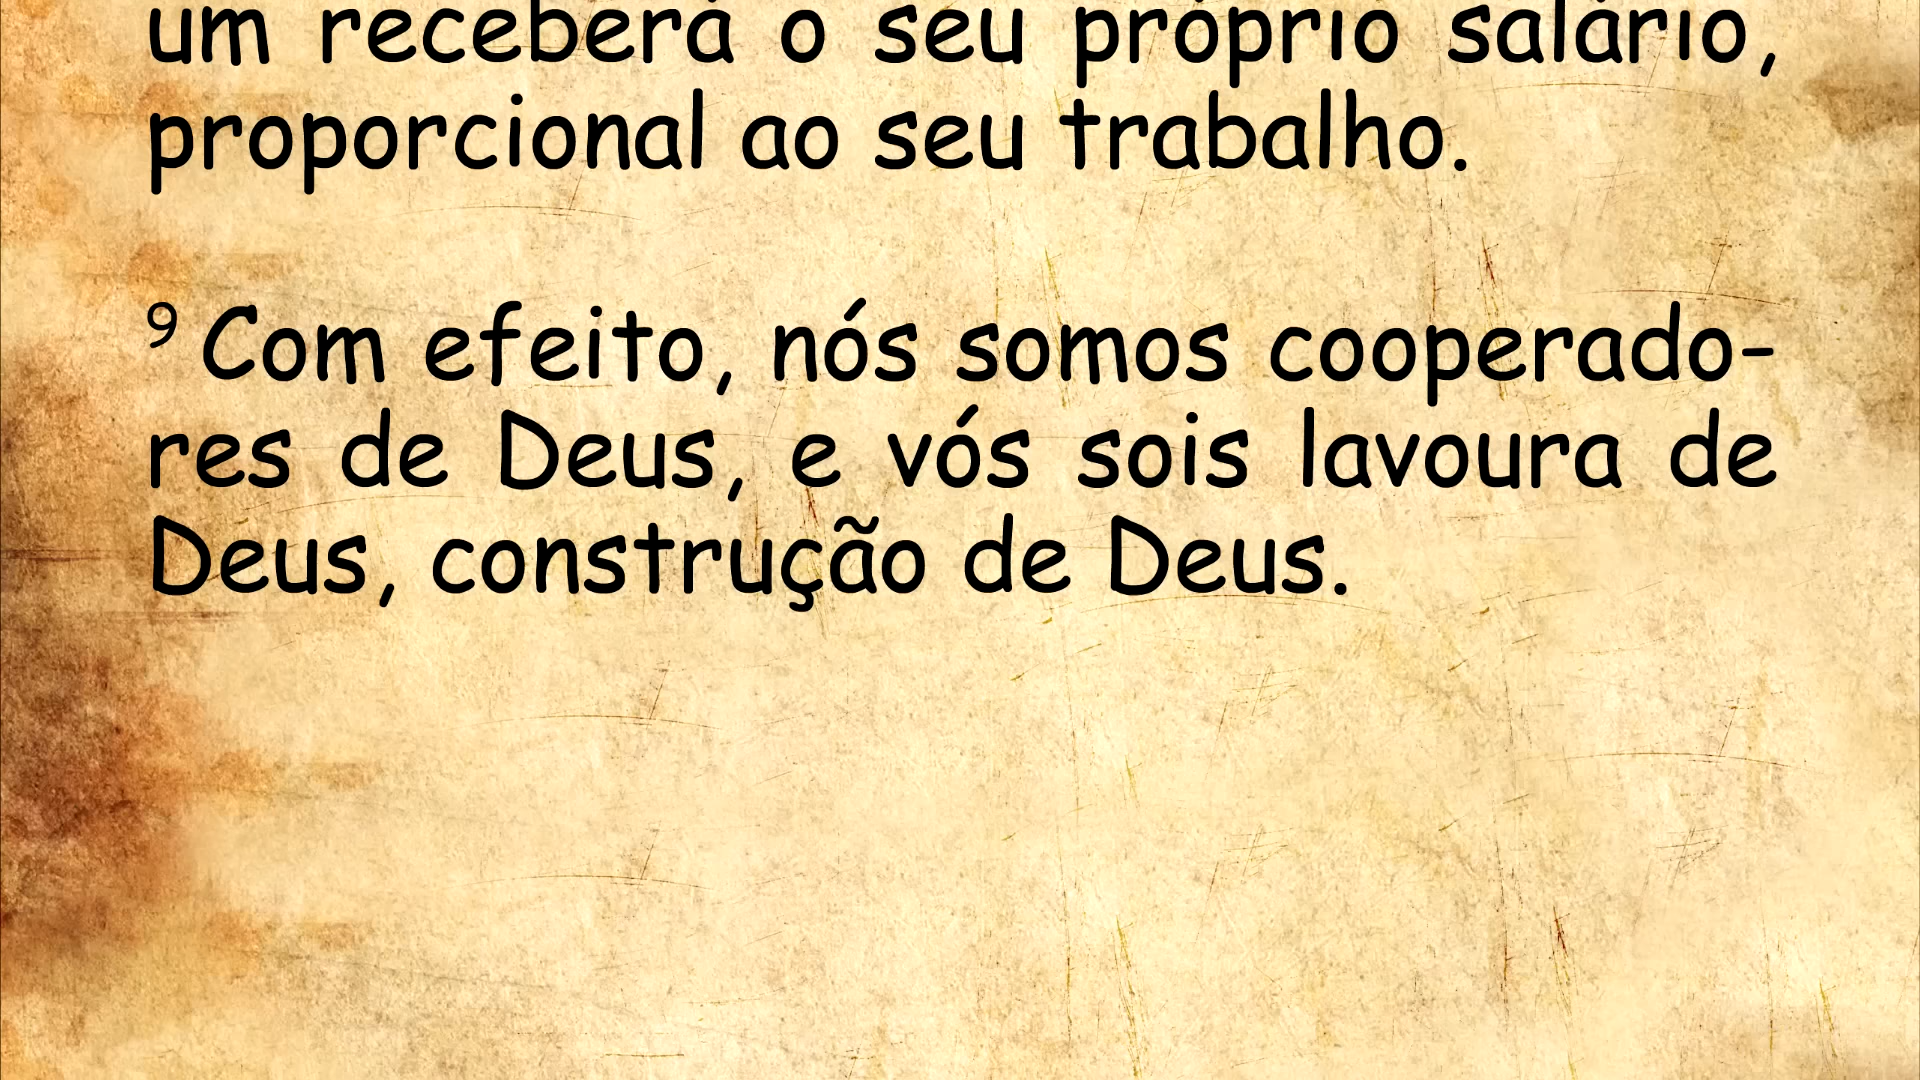 um receberá o seu próprio salário,
proporcional ao seu trabalho.
⁹ Com efeito, nós somos cooperado-
res de Deus, e vós sois lavoura de
Deus, construção de Deus.